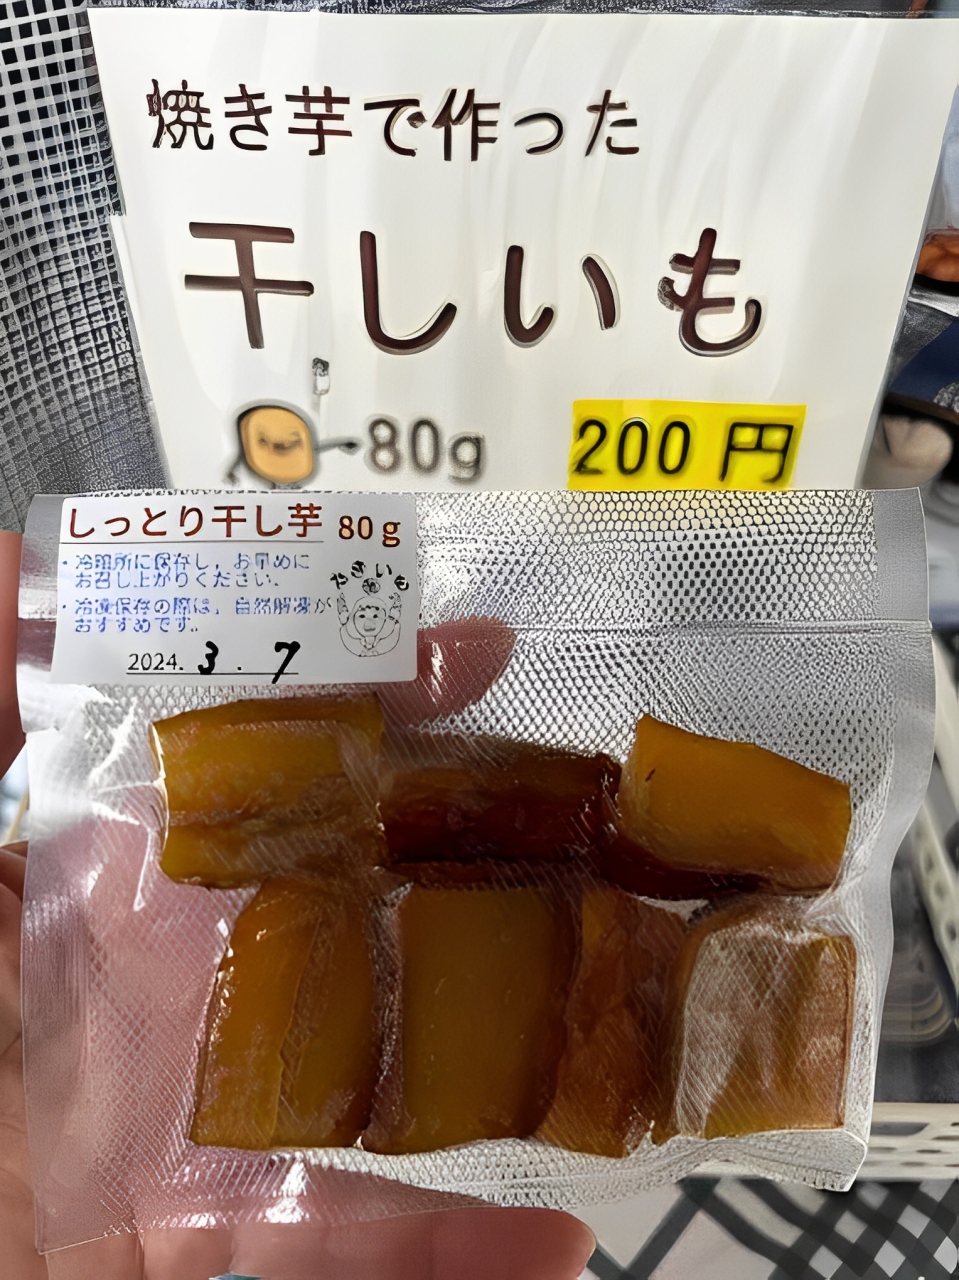 焼き芋で作った
干しいも
80g
200円
しっとり干し芋 80g
・冷暗所に保存し、お早めに
お召し上がりください。
・冷凍保存の際は、自然解凍が
おすすめです。
やきいも
2024. 3. 7